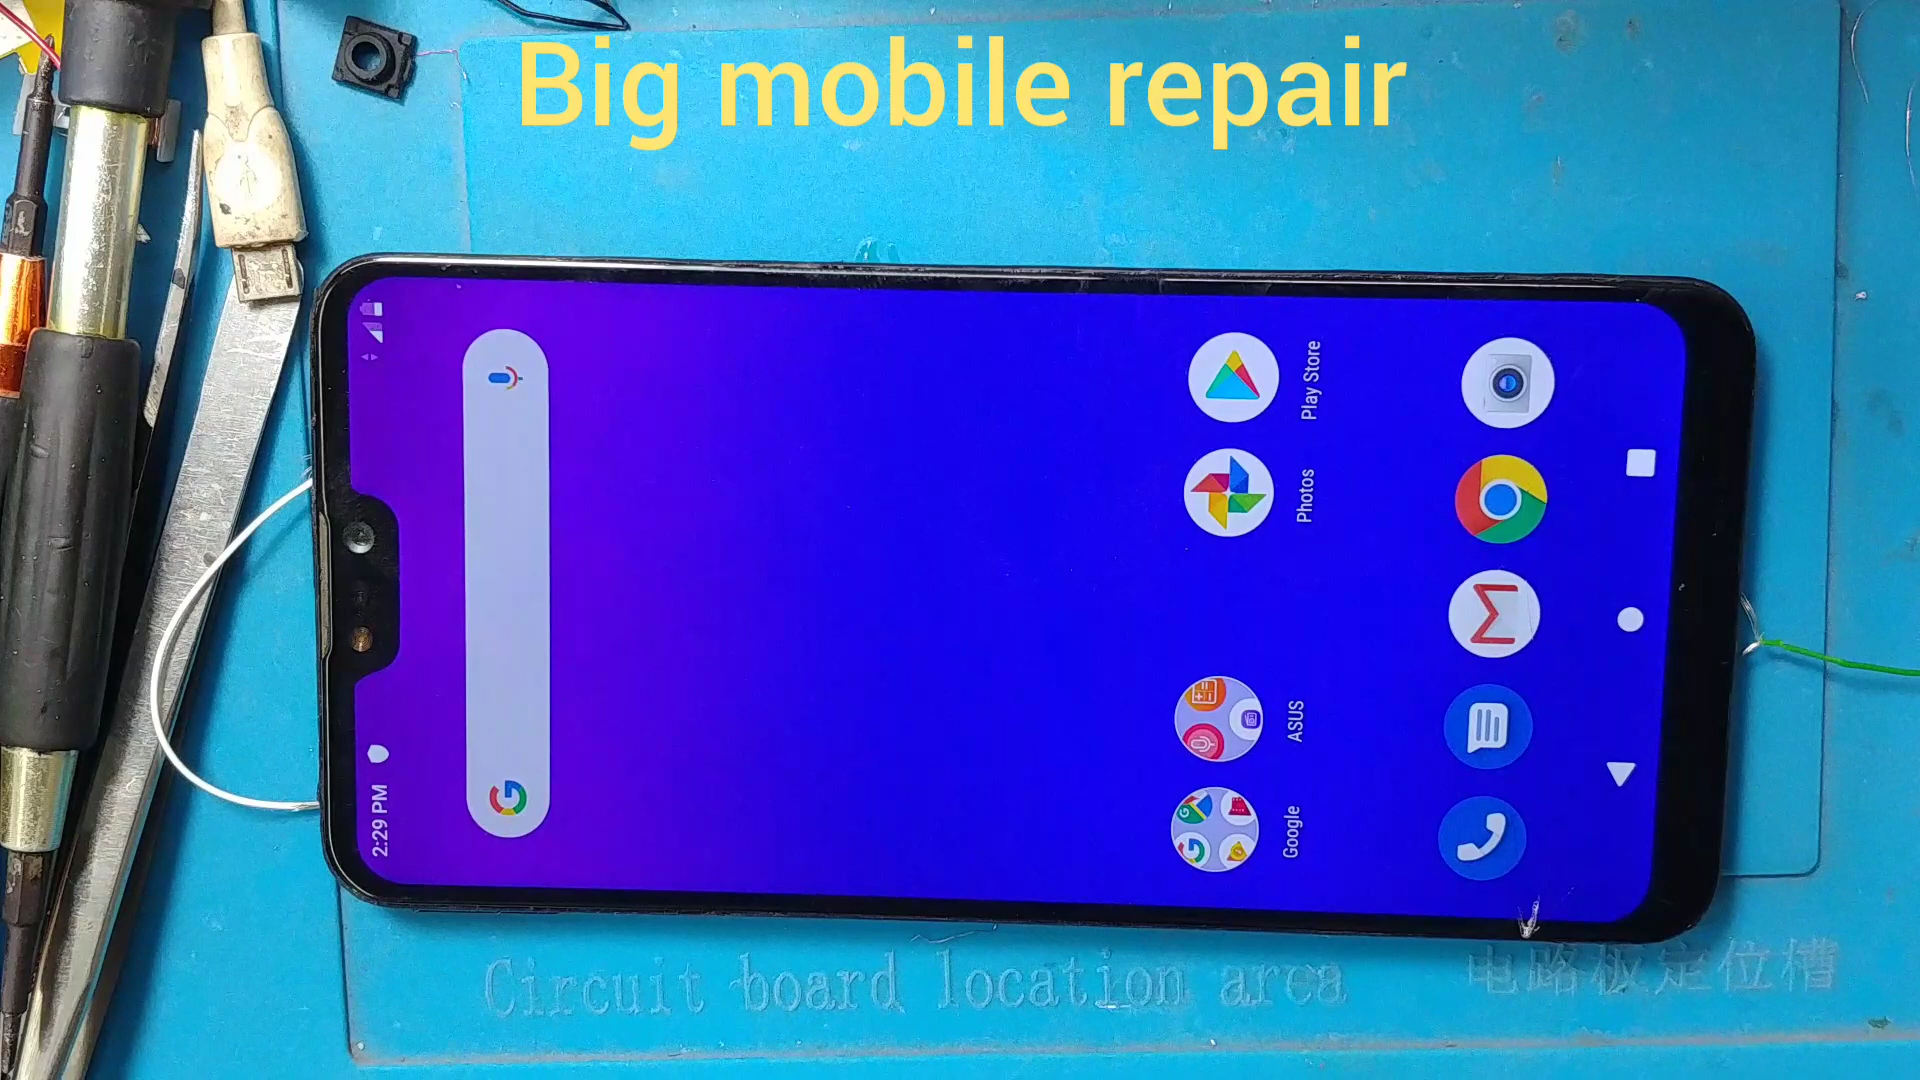 Big mobile repair
2:29 PM
Play Store
Photos
ASUS
Google
Circuit board location area
电路板定位槽